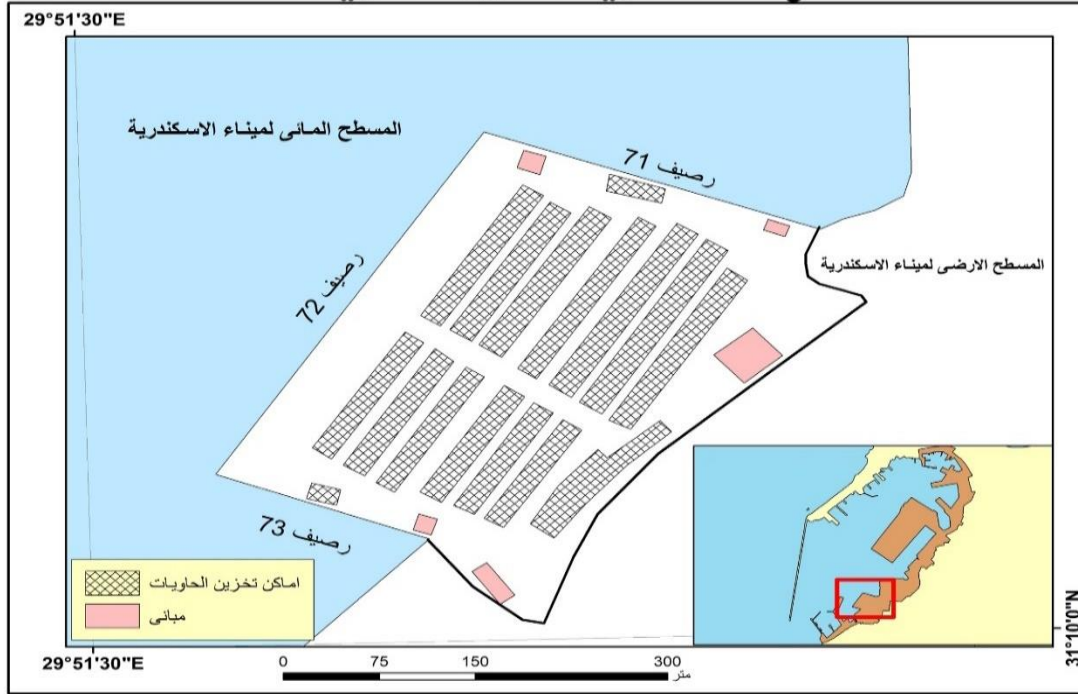 29°51'30"E
المسطح المائى لميناء الاسكندرية
رصيف 71
المسطح الارضى لميناء الاسكندرية
رصيف 72
رصيف 73
اماكن تخزين الحاويات
مبانى
31°10'0"N
29°51'30"E
0 75 150 300
متر